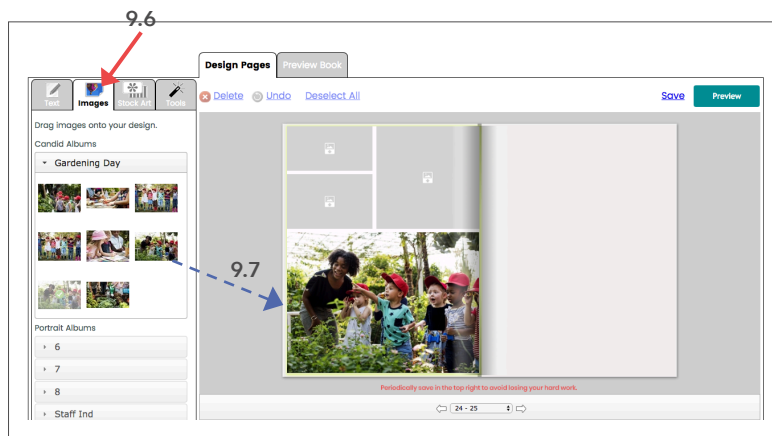 9.6
Design Pages Preview Book
Text Images Stock Art Tools
Delete Undo Deselect All Save Preview
Drag images onto your design.
Candid Albums
Gardening Day
9.7
Portrait Albums
6
7
8
Staff Ind
Periodically save in the top right to avoid losing your hard work.
24 - 25